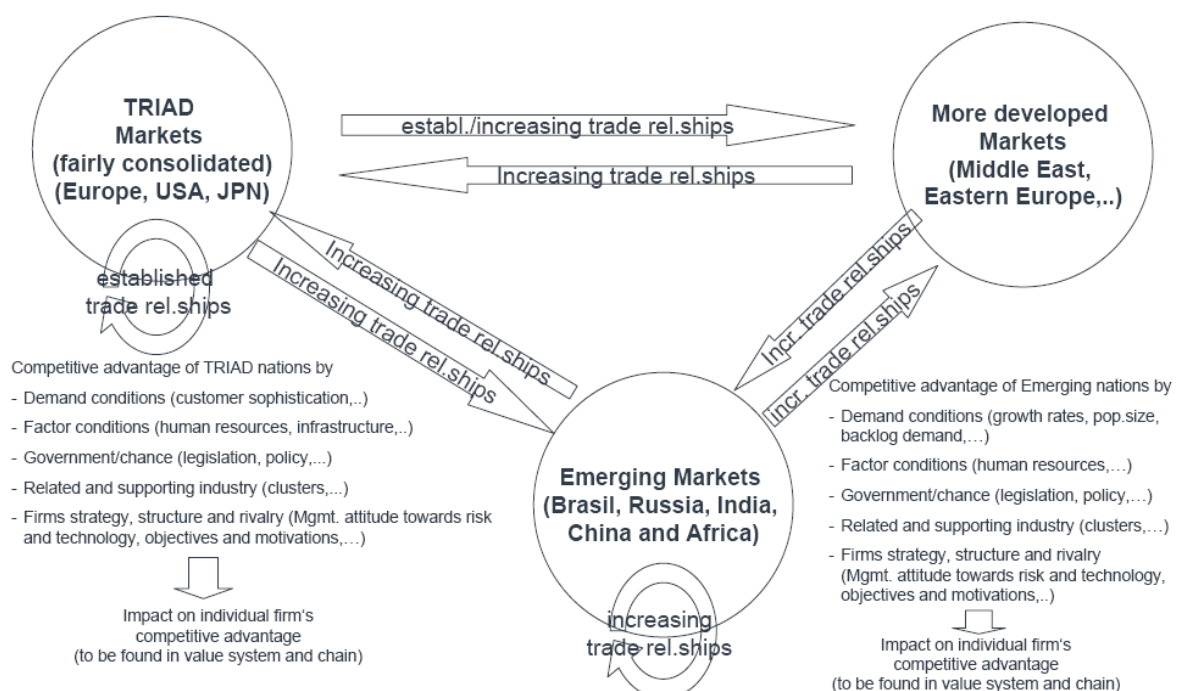 TRIAD
Markets
(fairly consolidated)
(Europe, USA, JPN)
establ./increasing trade rel.ships
Increasing trade rel.ships
More developed
Markets
(Middle East,
Eastern Europe,..)
established
trade rel.ships
Increasing trade rel.ships
Increasing trade rel.ships
Incr. trade rel.ships
incr. trade rel.ships
Competitive advantage of TRIAD nations by
- Demand conditions (customer sophistication,..)
- Factor conditions (human resources, infrastructure,..)
- Government/chance (legislation, policy,...)
- Related and supporting industry (clusters,...)
- Firms strategy, structure and rivalry (Mgmt. attitude towards risk
and technology, objectives and motivations,…)
Impact on individual firm‘s
competitive advantage
(to be found in value system and chain)
Emerging Markets
(Brasil, Russia, India,
China and Africa)
increasing
trade rel.ships
Competitive advantage of Emerging nations by
- Demand conditions (growth rates, pop.size,
backlog demand,…)
- Factor conditions (human resources,…)
- Government/chance (legislation, policy,…)
- Related and supporting industry (clusters,…)
- Firms strategy, structure and rivalry
(Mgmt. attitude towards risk and technology,
objectives and motivations,..)
Impact on individual firm‘s
competitive advantage
(to be found in value system and chain)